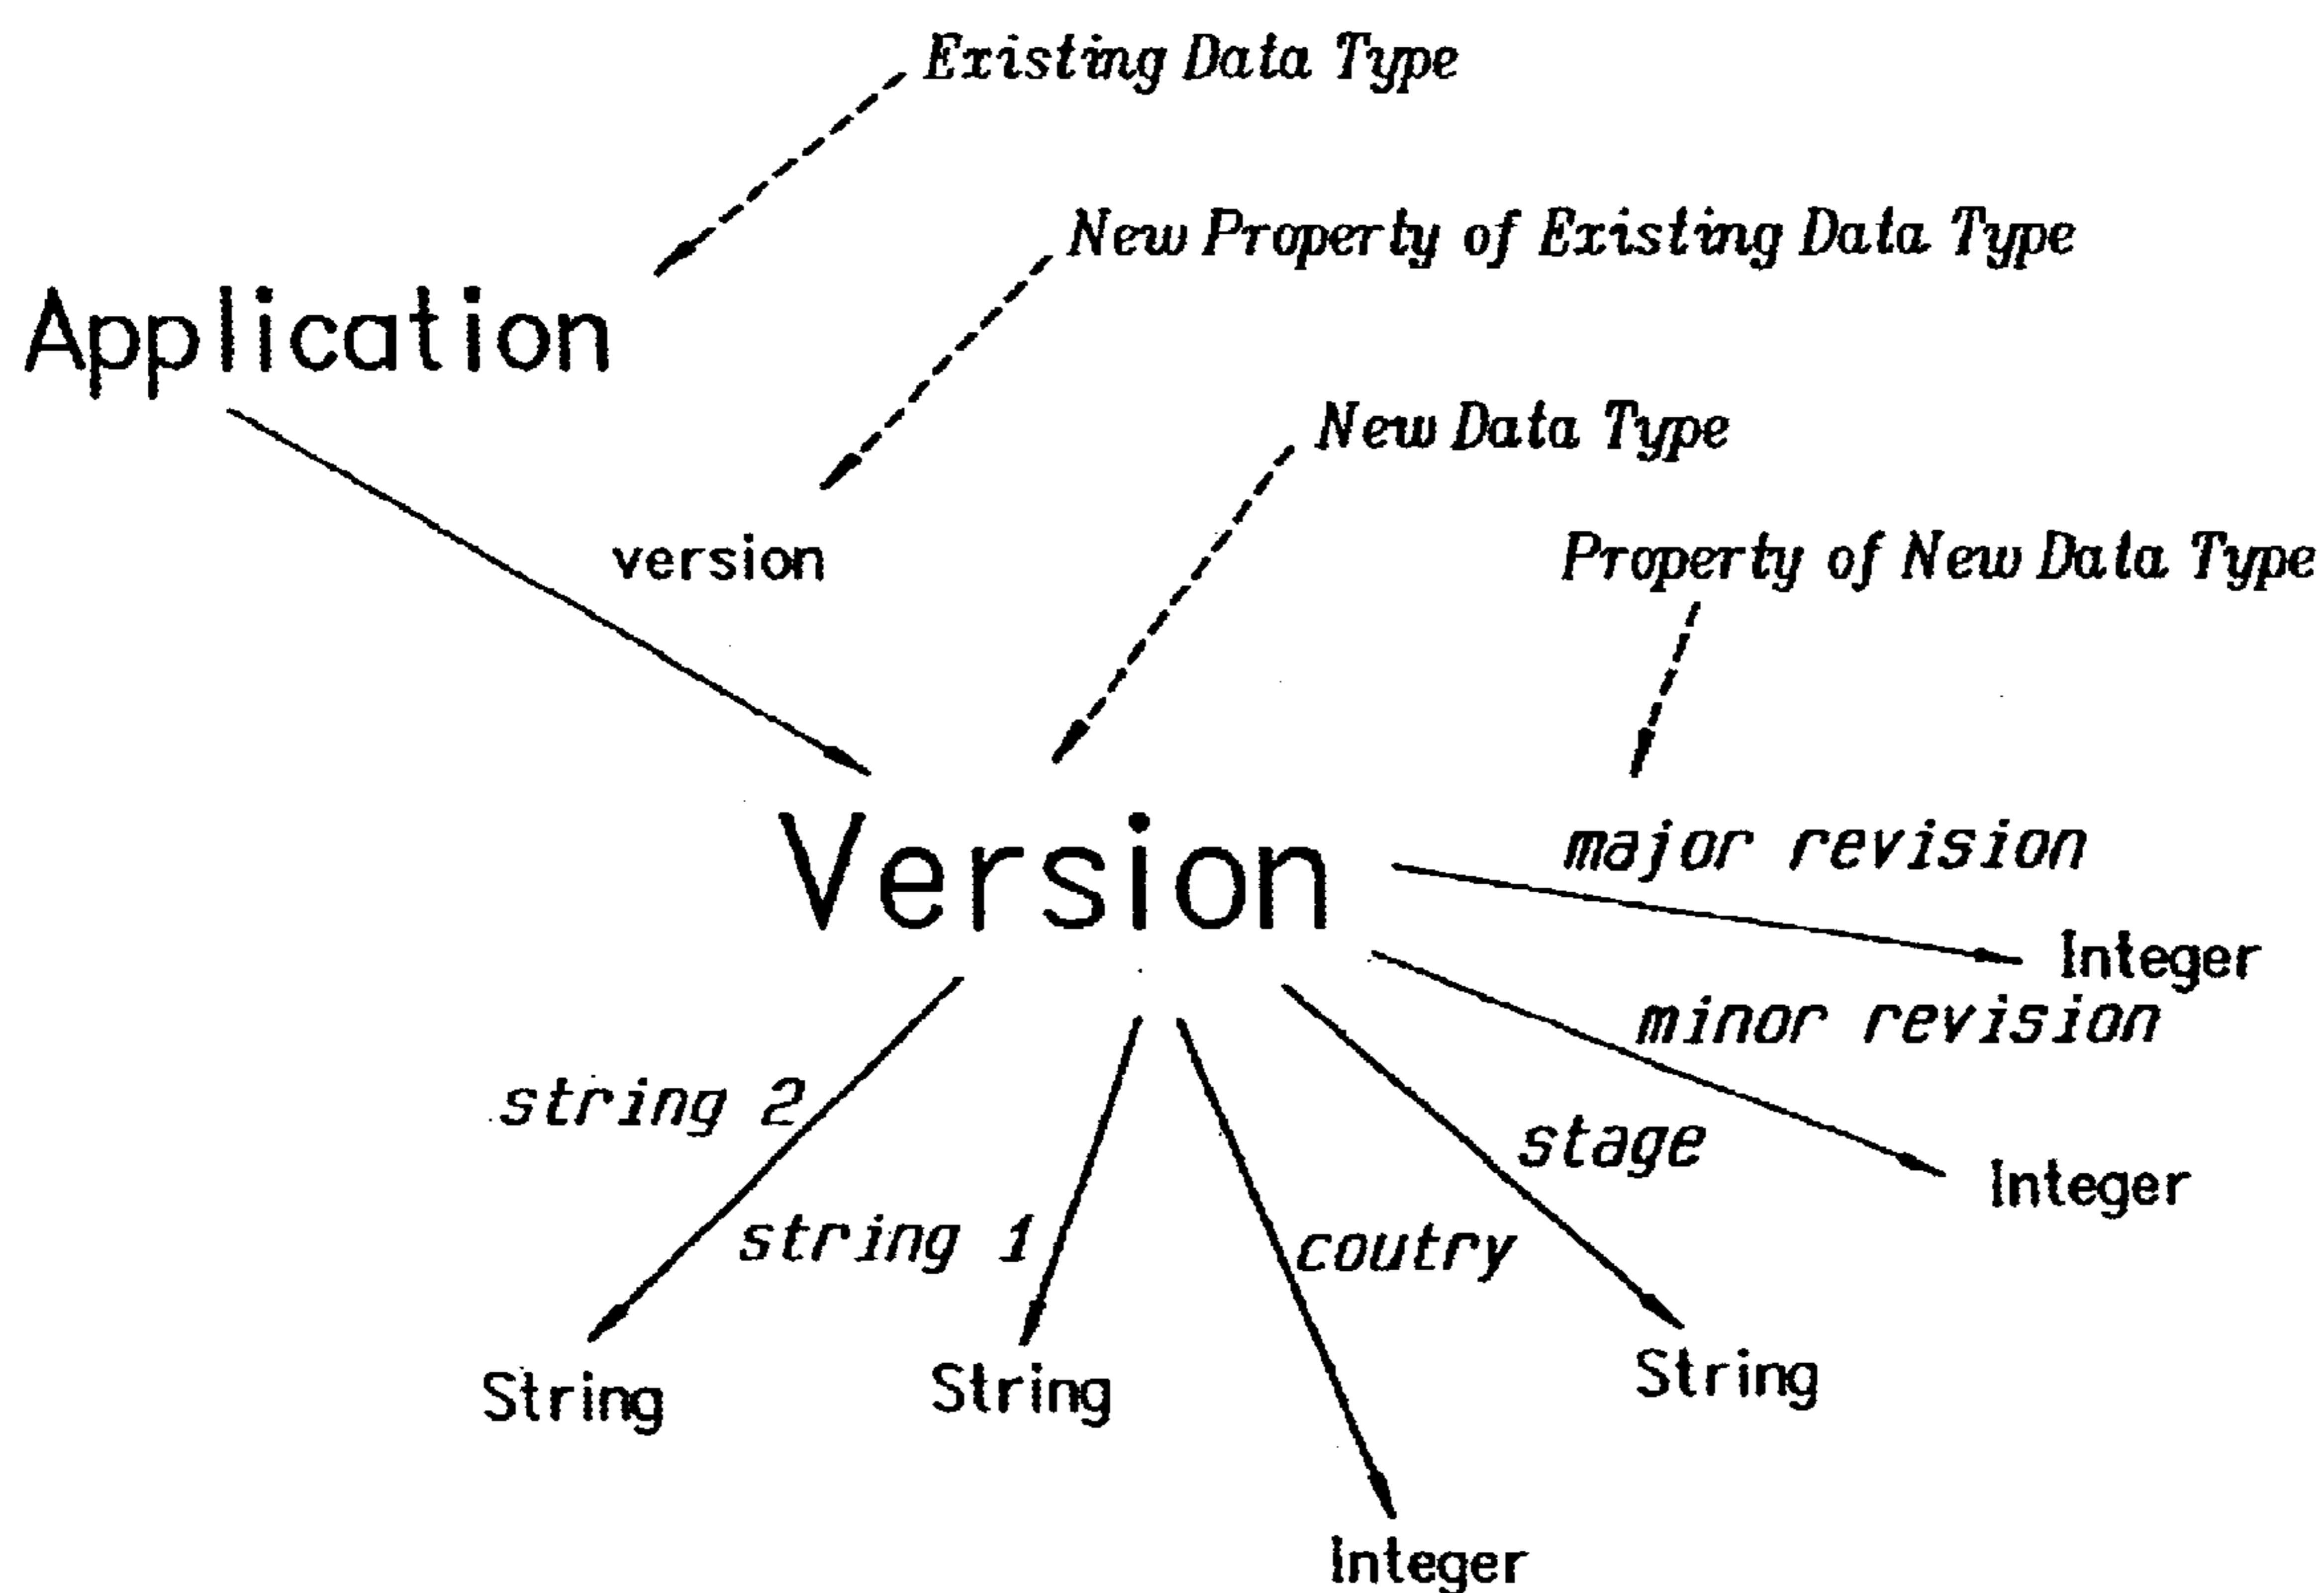 Existing Data Type
New Property of Existing Data Type
Application
New Data Type
version
Property of New Data Type
Version
major revision
Integer
minor revision
string 2
stage
Integer
string 1
coutry
String
String
String
Integer